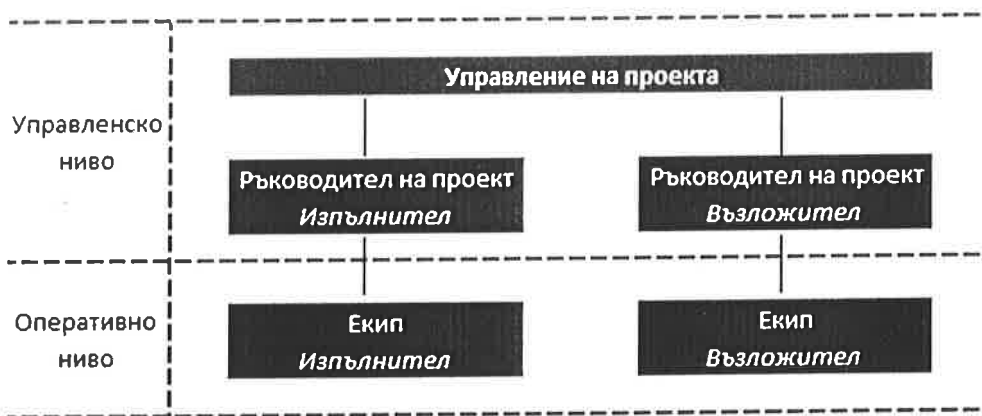 Управление на проекта
Управленско
ниво
Ръководител на проект
Изпълнител
Ръководител на проект
Възложител
Оперативно
ниво
Екип
Изпълнител
Екип
Възложител